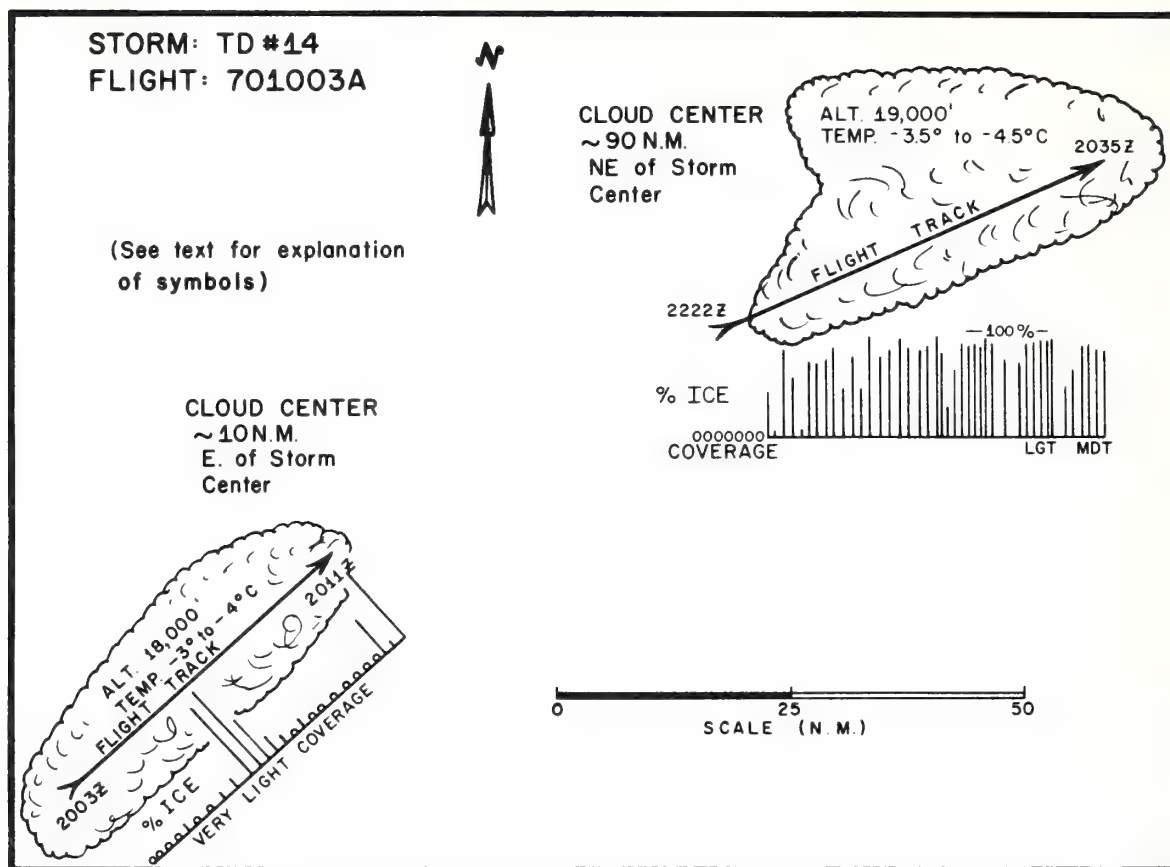 STORM: TD #14
FLIGHT: 701003A
N
(See text for explanation
of symbols)
CLOUD CENTER
~90 N.M.
NE of Storm
Center
ALT. 19,000'
TEMP. -3.5° to -4.5°C
2035Z
FLIGHT TRACK
2222Z
—100%—
% ICE
0000000
COVERAGE
LGT MDT
CLOUD CENTER
~10 N.M.
E. of Storm
Center
ALT. 18,000'
TEMP. -3° to -4°C
FLIGHT TRACK
2011Z
2003Z
% ICE
VERY LIGHT COVERAGE
0 25 50
SCALE (N.M.)